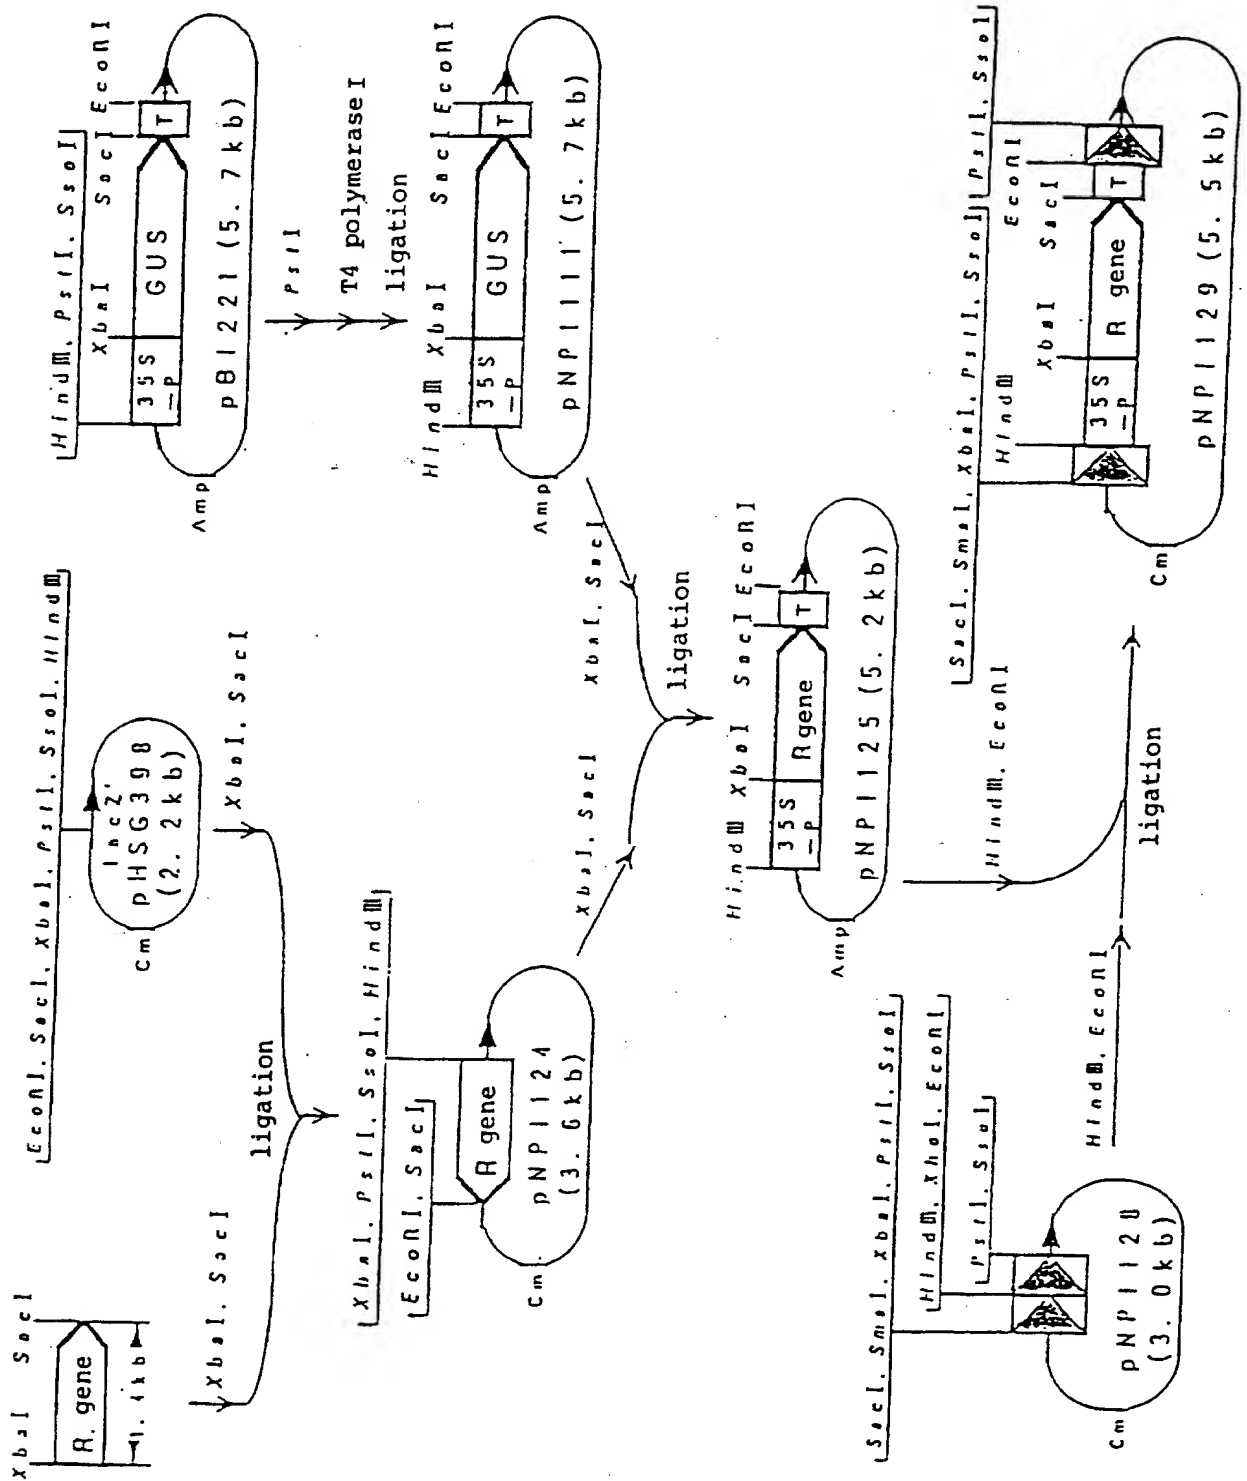 XbaI SacI
R. gene
1.4kb
XbaI, SacI
EcoRI, SacI, XbaI, PstI, SsoI, HindⅢ
lacZ'
pHSG398
(2.2kb)
Cm
XbaI, SacI
ligation
HindⅢ, PstI, SsoI
XbaI SacI EcoRI
35S
-P
GUS
T
pBI221 (5.7kb)
Amp
PstI
T4 polymerase I
ligation
XbaI, PstI, SsoI, HindⅢ
EcoRI, SacI
R gene
pNPI124
(3.6kb)
Cm
HindⅢ XbaI SacI EcoRI
35S
-P
GUS
T
pNPI111 (5.7kb)
Amp
XbaI, SacI
XbaI, SacI
ligation
HindⅢ XbaI SacI EcoRI
35S
-P
R gene
T
pNPI125 (5.2kb)
Amp
HindⅢ, EcoRI
SacI, SmaI, XbaI, PstI, SsoI
HindⅢ, XhoI, EcoRI
PstI, SsoI
pNPI128
(3.0kb)
Cm
HindⅢ, EcoRI
ligation
SacI, SmaI, XbaI, PstI, SsoI
PstI, SsoI
HindⅢ
XbaI SacI
EcoRI
35S
-P
R gene
T
pNPI129 (5.5kb)
Cm